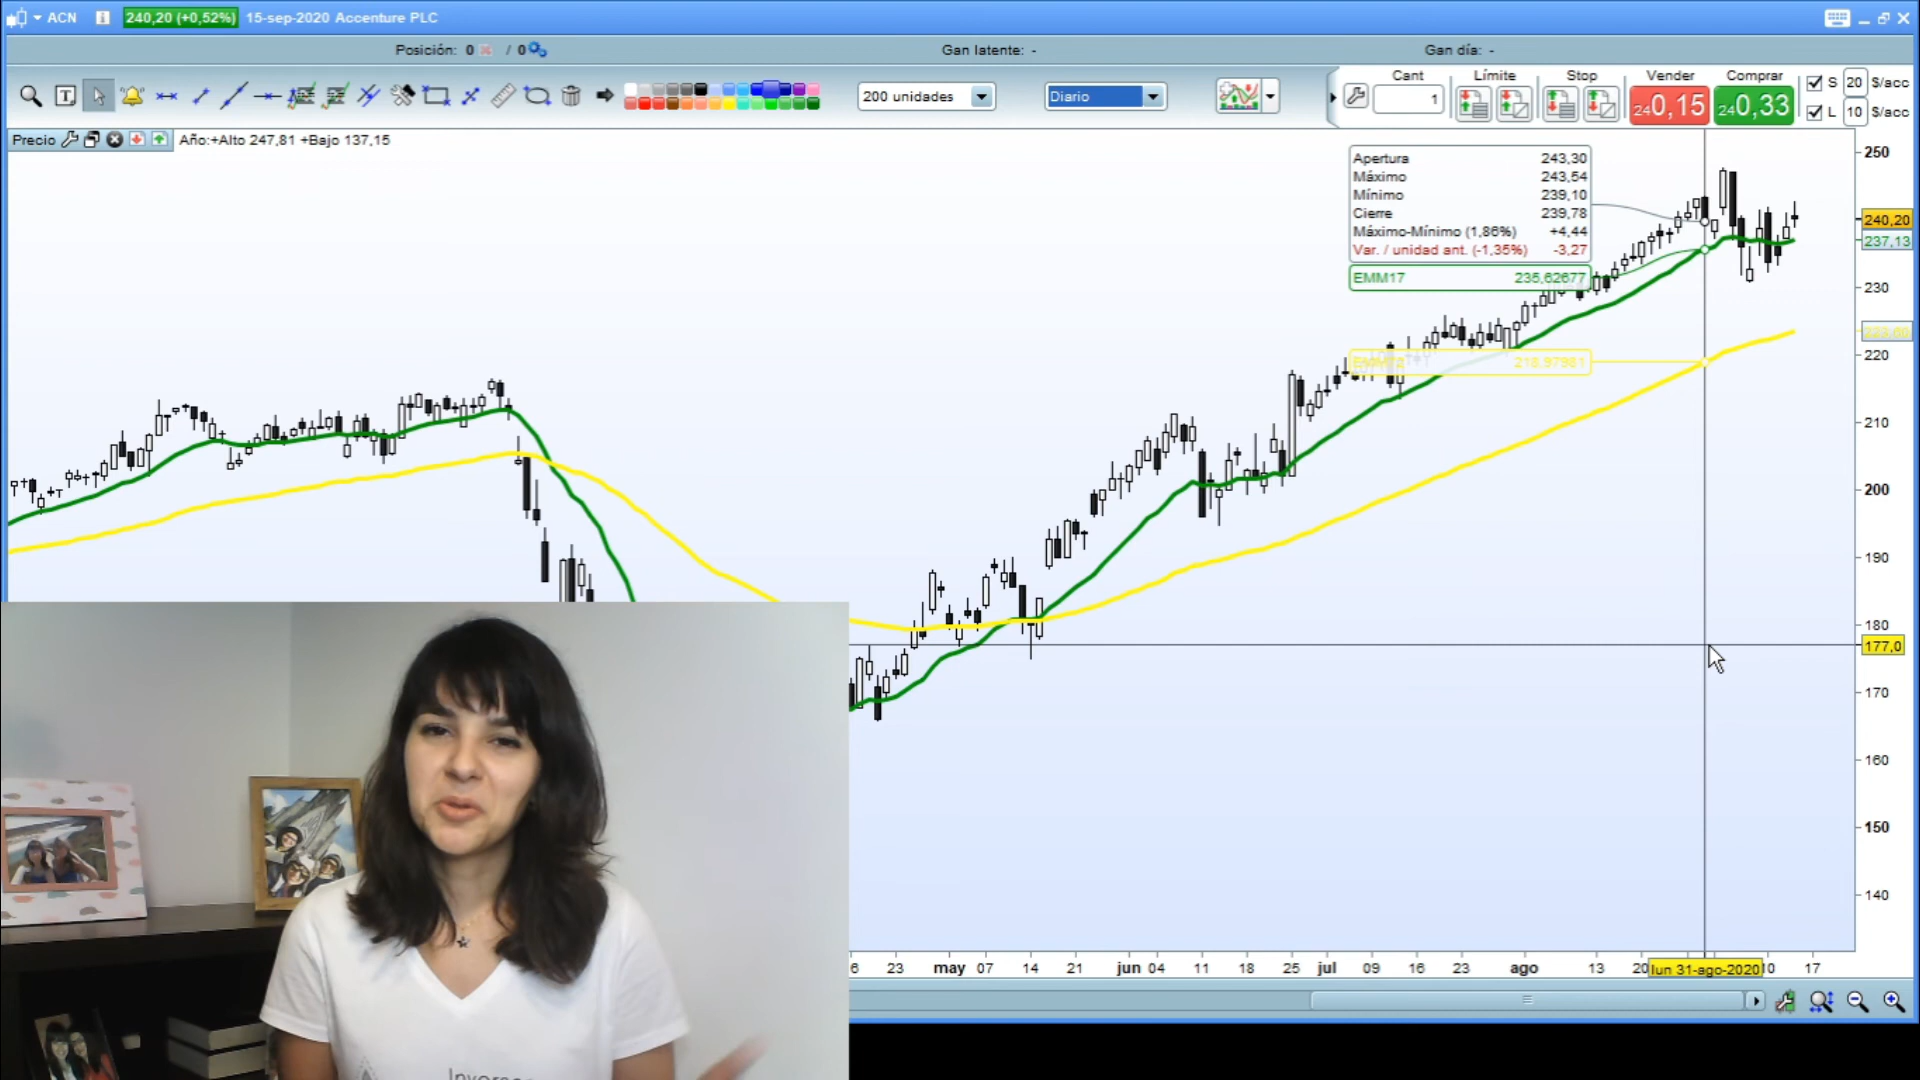 ACN 240,20 (+0,52%) 15-sep-2020 Accenture PLC
Posición: 0 / 0 Gan latente: - Gan día: -
Cant Límite Stop Vender Comprar
200 unidades Diario 1 240,15 240,33
S 20 $/acc
L 10 $/acc
Precio Año:+Alto 247,81 +Bajo 137,15
Apertura 243,30
Máximo 243,54
Mínimo 239,10
Cierre 239,78
Máximo-Mínimo (1,86%) +4,44
Var. / unidad ant. (-1,35%) -3,27
EMM17 235,62677
218,97981
250
240,20
237,13
230
220
210
200
190
180
177,0
170
160
150
140
6 23 may 07 14 21 jun 04 11 18 25 jul 09 16 23 ago 13 20 lun 31-ago-2020 10 17